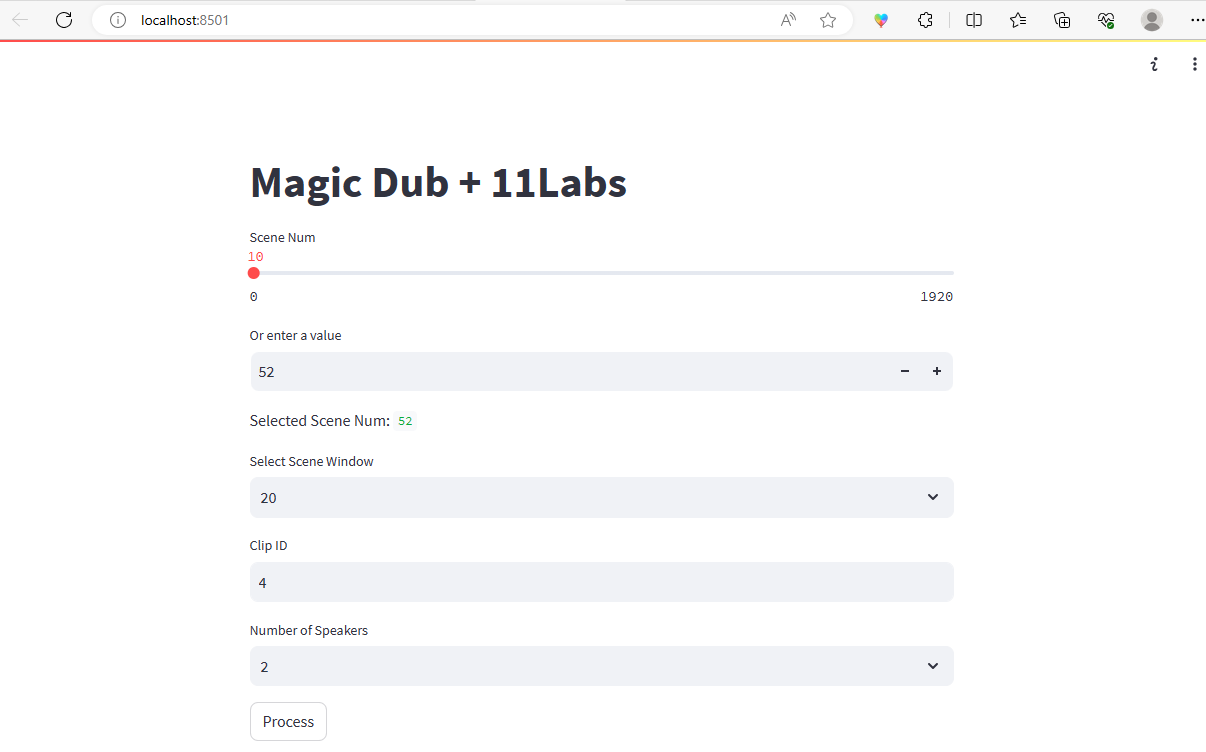 localhost:8501
Magic Dub + 11Labs
Scene Num
10
0 1920
Or enter a value
52
Selected Scene Num: 52
Select Scene Window
20
Clip ID
4
Number of Speakers
2
Process